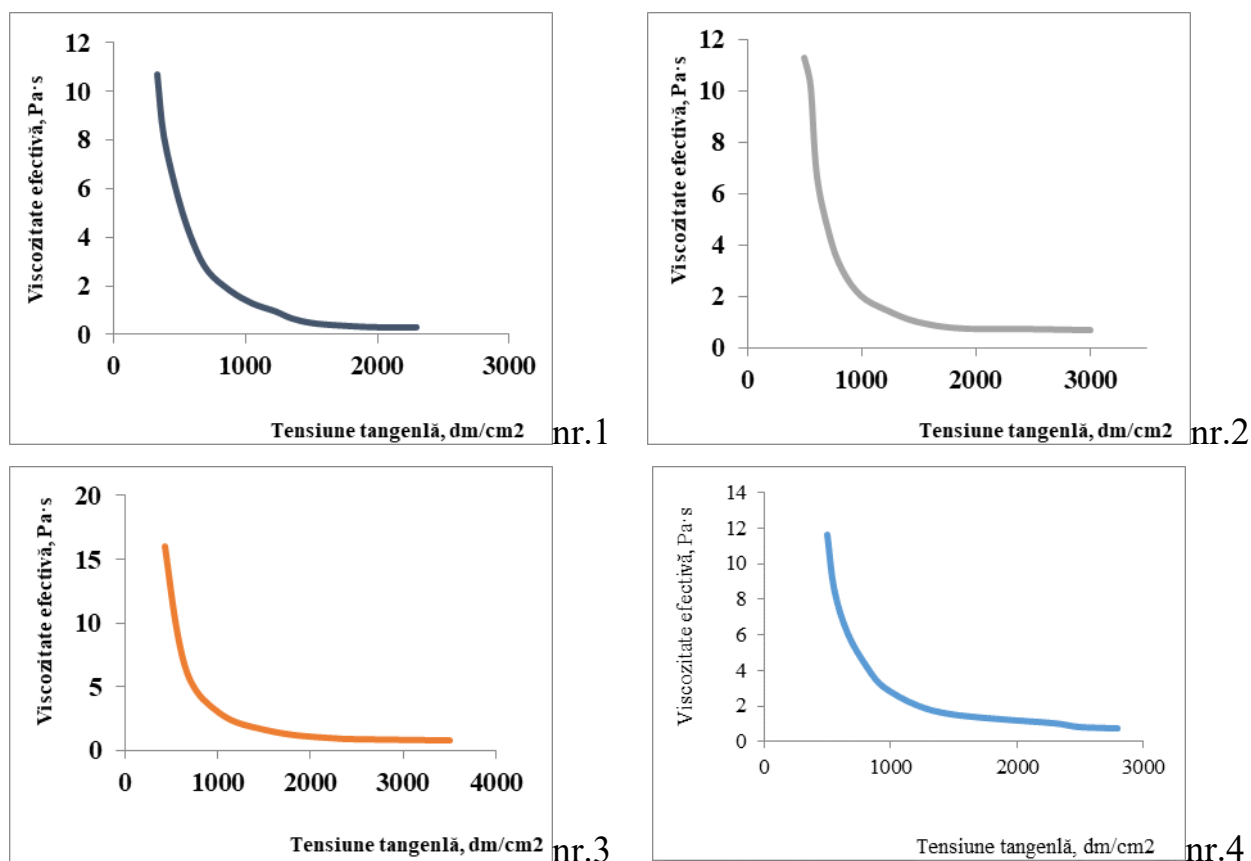 Viscozitate efectivă, Pa·s
12
10
8
6
4
2
0
0 1000 2000 3000
Tensiune tangenlă, dm/cm2
nr.1
Viscozitate efectivă, Pa·s
12
10
8
6
4
2
0
0 1000 2000 3000
Tensiune tangenlă, dm/cm2
nr.2
Viscozitate efectivă, Pa·s
20
15
10
5
0
0 1000 2000 3000 4000
Tensiune tangenlă, dm/cm2
nr.3
Viscozitate efectivă, Pa·s
14
12
10
8
6
4
2
0
0 1000 2000 3000
Tensiune tangenlă, dm/cm2
nr.4